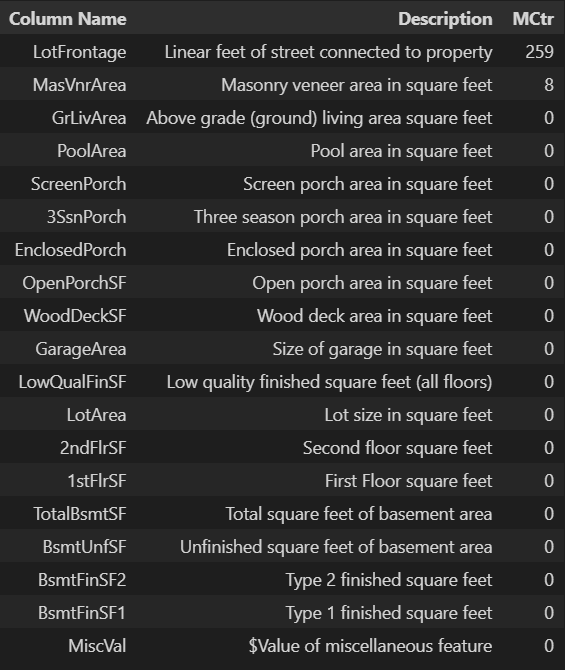 Column Name Description MCtr
LotFrontage Linear feet of street connected to property 259
MasVnrArea Masonry veneer area in square feet 8
GrLivArea Above grade (ground) living area square feet 0
PoolArea Pool area in square feet 0
ScreenPorch Screen porch area in square feet 0
3SsnPorch Three season porch area in square feet 0
EnclosedPorch Enclosed porch area in square feet 0
OpenPorchSF Open porch area in square feet 0
WoodDeckSF Wood deck area in square feet 0
GarageArea Size of garage in square feet 0
LowQualFinSF Low quality finished square feet (all floors) 0
LotArea Lot size in square feet 0
2ndFlrSF Second floor square feet 0
1stFlrSF First Floor square feet 0
TotalBsmtSF Total square feet of basement area 0
BsmtUnfSF Unfinished square feet of basement area 0
BsmtFinSF2 Type 2 finished square feet 0
BsmtFinSF1 Type 1 finished square feet 0
MiscVal $Value of miscellaneous feature 0